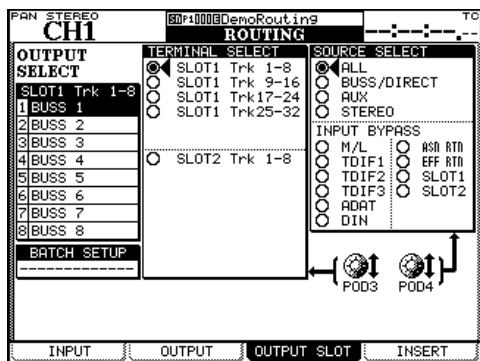 PAN STEREO
CH1
DemoRouting
ROUTING
TC
--:--:--.--
OUTPUT SELECT
SLOT1 Trk 1-8
1 BUSS 1
2 BUSS 2
3 BUSS 3
4 BUSS 4
5 BUSS 5
6 BUSS 6
7 BUSS 7
8 BUSS 8
BATCH SETUP
-------------
TERMINAL SELECT
SLOT1 Trk 1-8
SLOT1 Trk 9-16
SLOT1 Trk17-24
SLOT1 Trk25-32
SLOT2 Trk 1-8
SOURCE SELECT
ALL
BUSS/DIRECT
AUX
STEREO
INPUT BYPASS
M/L
TDIF1
TDIF2
TDIF3
ADAT
DIN
ASN RTN
EFF RTN
SLOT1
SLOT2
POD3
POD4
INPUT
OUTPUT
OUTPUT SLOT
INSERT